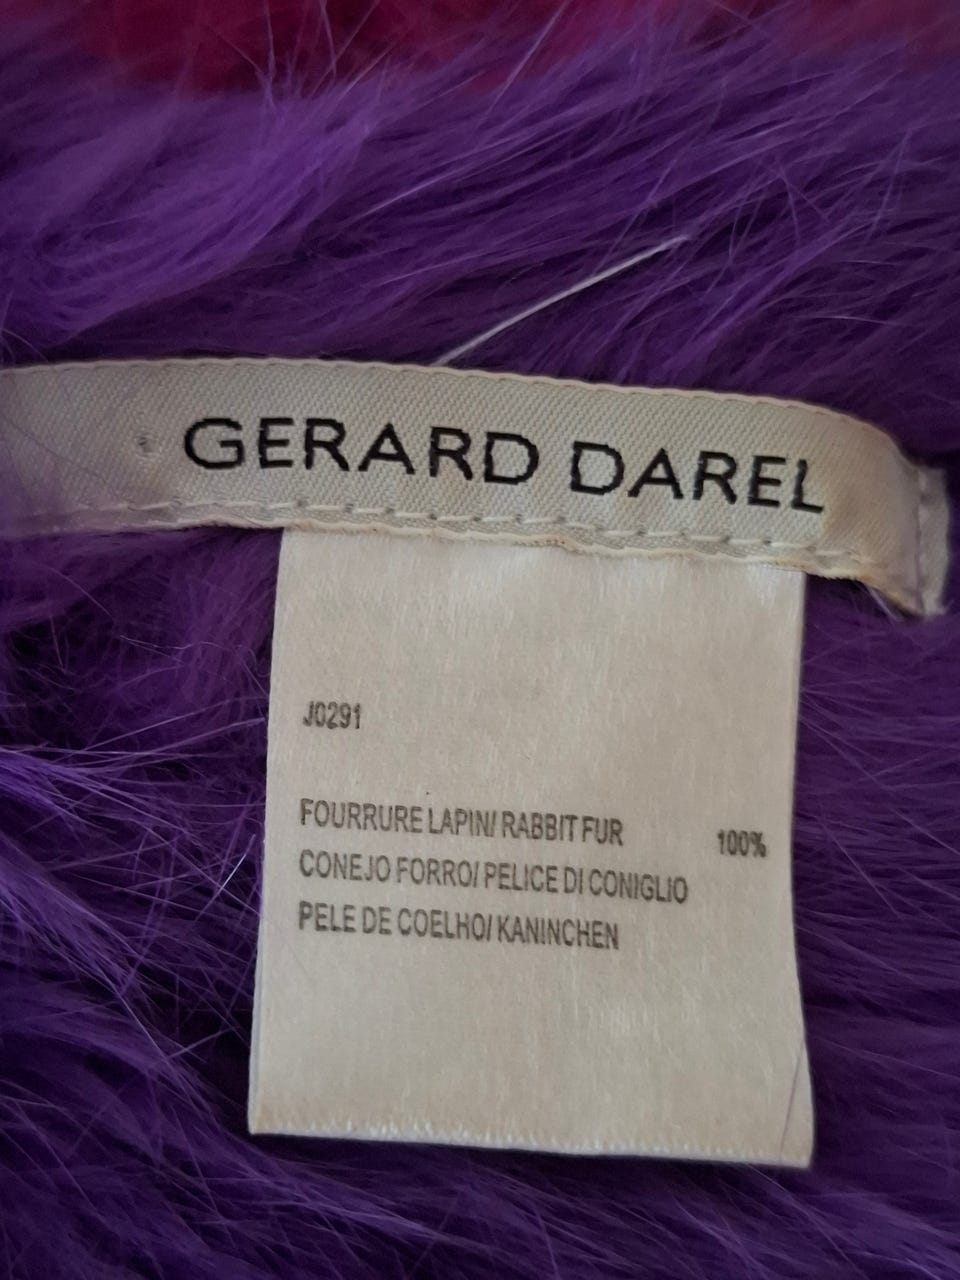 GERARD DAREL
J0291
FOURRURE LAPIN/ RABBIT FUR 100%
CONEJO FORRO/ PELICE DI CONIGLIO
PELE DE COELHO/ KANINCHEN